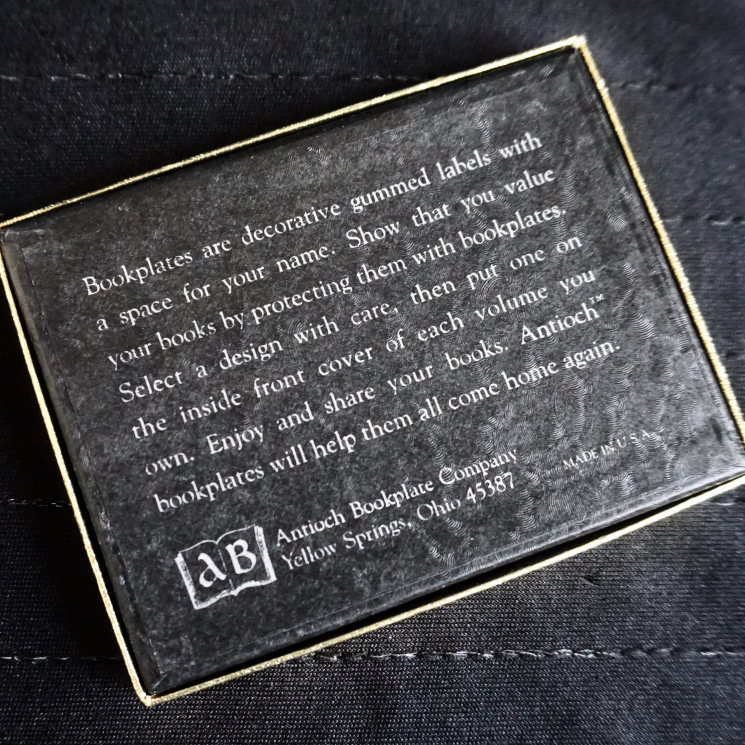 Bookplates are decorative gummed labels with
a space for your name. Show that you value
your books by protecting them with bookplates.
Select a design with care, then put one on
the inside front cover of each volume you
own. Enjoy and share your books. Antioch™
bookplates will help them all come home again.
AB
Antioch Bookplate Company
Yellow Springs, Ohio 45387
MADE IN U.S.A.